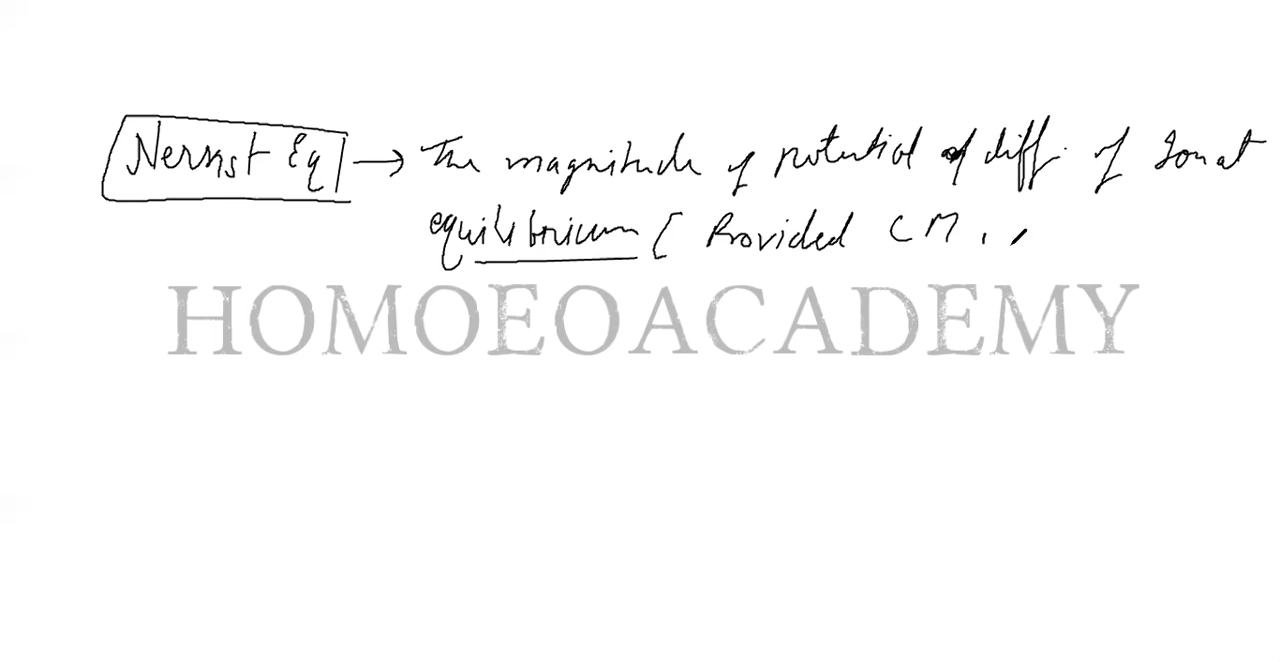 Nernst Eq → The magnitude of potential of diff. of Ion at
equilibrium [ Provided CM.
HOMOEOACADEMY